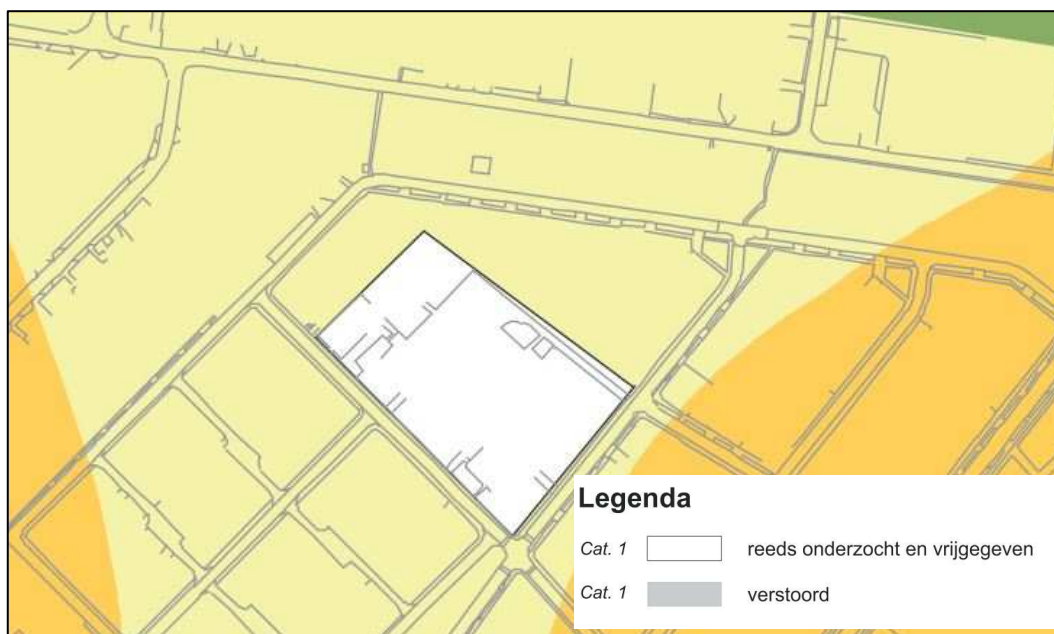 Legenda
Cat. 1 reeds onderzocht en vrijgegeven
Cat. 1 verstoord